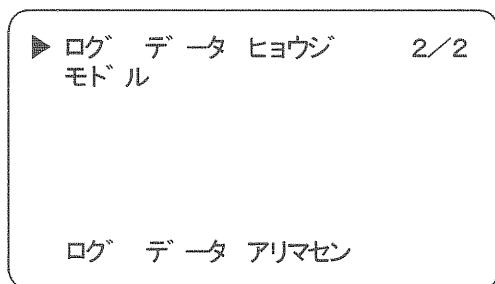 ▶ ログ データ ヒョウジ 2/2
モドル
ログ データ アリマセン